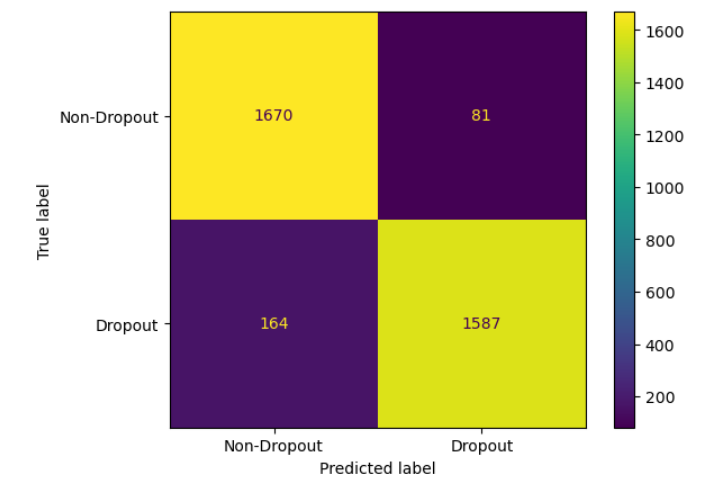 1600
1400
1200
1000
800
600
400
200
Non-Dropout
1670
81
True label
Dropout
164
1587
Non-Dropout
Dropout
Predicted label